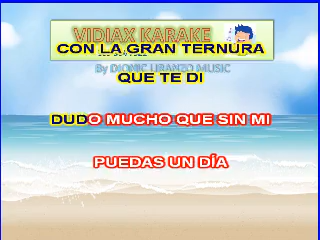 VIDIAX KARAKE
CON LA GRAN TERNURA
By DIONIC URANZO MUSIC
QUE TE DI
DUDO MUCHO QUE SIN MI
PUEDAS UN DÍA